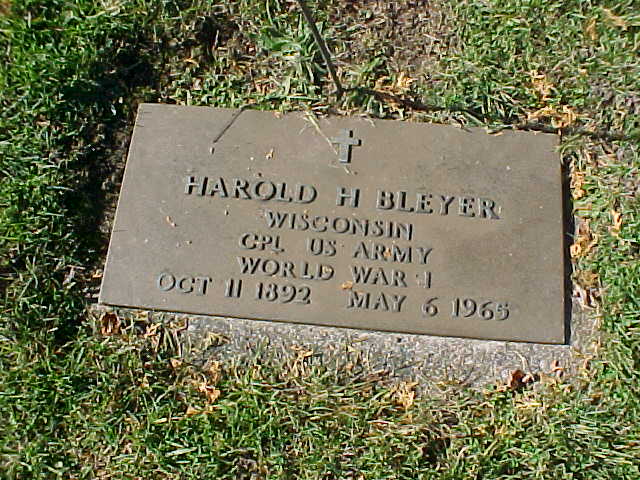 HAROLD H BLEYER
WISCONSIN
CPL US ARMY
WORLD WAR I
OCT 11 1892 MAY 6 1965